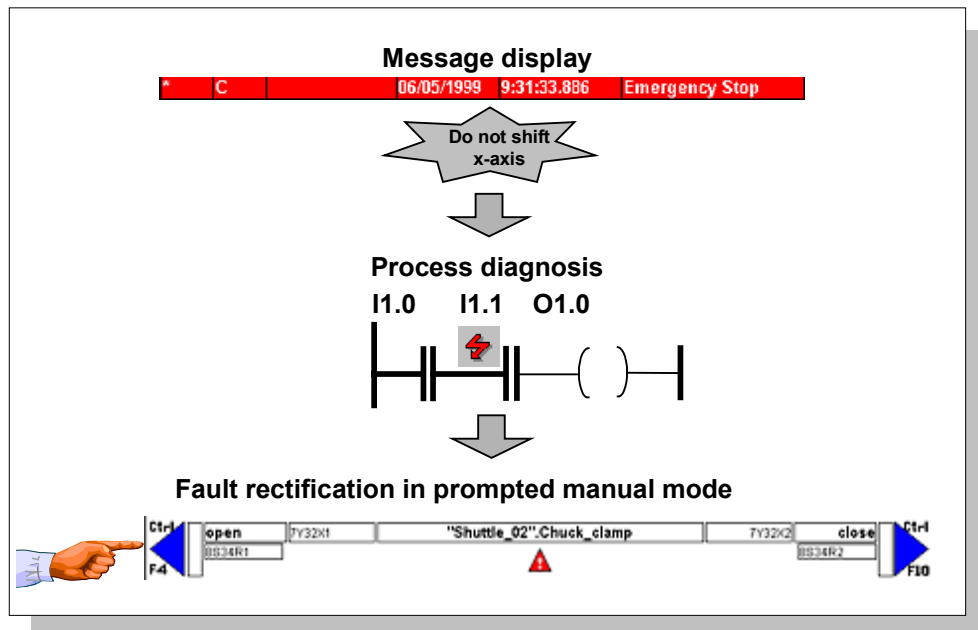 Message display
* C 06/05/1999 9:31:33.886 Emergency Stop
Do not shift
x-axis
Process diagnosis
I1.0 I1.1 O1.0
Fault rectification in prompted manual mode
Ctrl open 7Y32X1 "Shuttle_02".Chuck_clamp 7Y32X2 close Ctrl
8S34R1 8S34R2
F4 F10